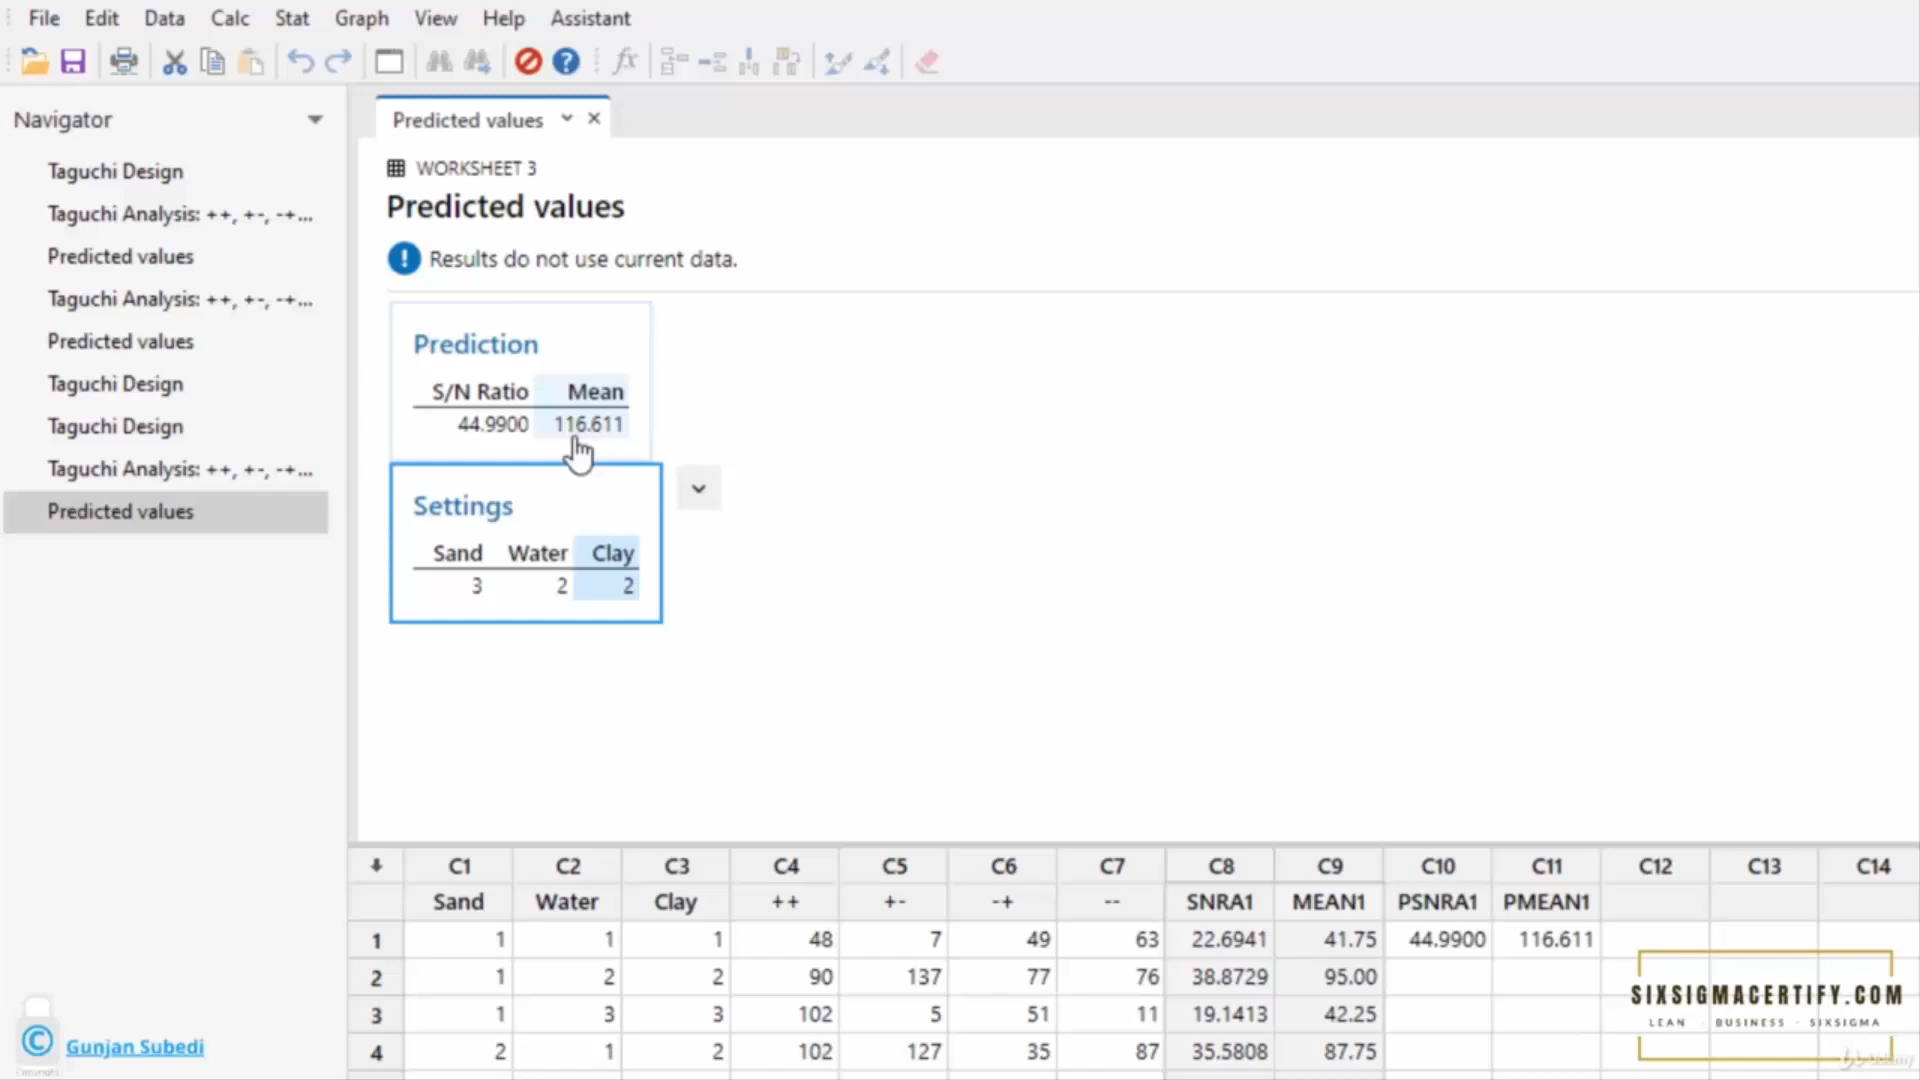 File Edit Data Calc Stat Graph View Help Assistant
fx
Navigator
Taguchi Design
Taguchi Analysis: ++, +-, -+...
Predicted values
Taguchi Analysis: ++, +-, -+...
Predicted values
Taguchi Design
Taguchi Design
Taguchi Analysis: ++, +-, -+...
Predicted values
Predicted values
WORKSHEET 3
Predicted values
Results do not use current data.
Prediction
S/N Ratio Mean
44.9900 116.611
Settings
Sand Water Clay
3 2 2
C1 C2 C3 C4 C5 C6 C7 C8 C9 C10 C11 C12 C13 C14
Sand Water Clay ++ +- -+ -- SNRA1 MEAN1 PSNRA1 PMEAN1
1 1 1 1 48 7 49 63 22.6941 41.75 44.9900 116.611
2 1 2 2 90 137 77 76 38.8729 95.00
3 1 3 3 102 5 51 11 19.1413 42.25
4 2 1 2 102 127 35 87 35.5808 87.75
SIXSIGMACERTIFY.COM
LEAN · BUSINESS · SIXSIGMA
Gunjan Subedi
Udemy